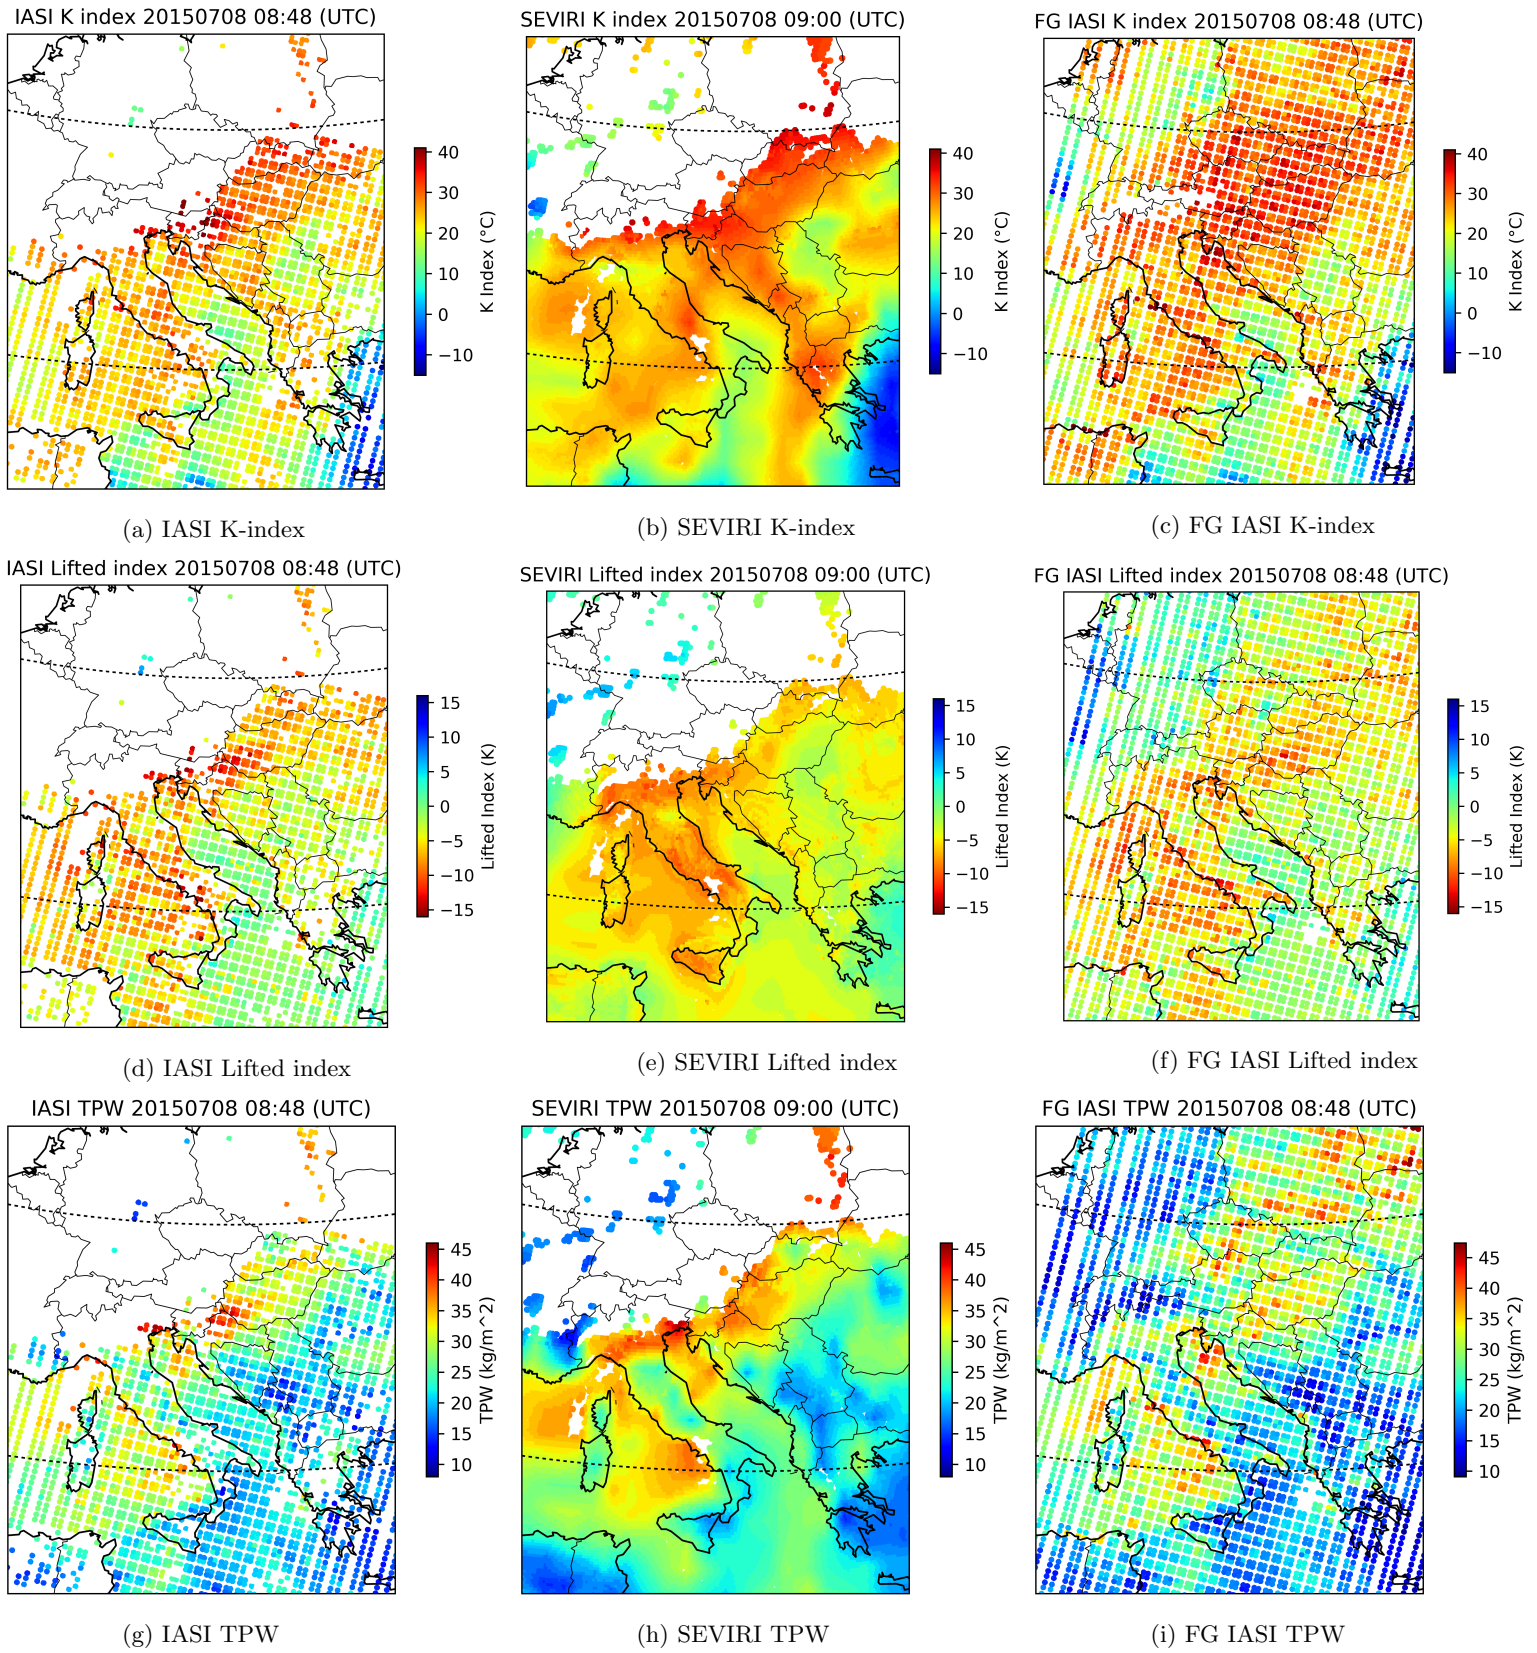 IASI K index 20150708 08:48 (UTC)
SEVIRI K index 20150708 09:00 (UTC)
FG IASI K index 20150708 08:48 (UTC)
40
30
20
10
0
−10
K Index (°C)
40
30
20
10
0
−10
K Index (°C)
40
30
20
10
0
−10
K Index (°C)
(a) IASI K-index
(b) SEVIRI K-index
(c) FG IASI K-index
IASI Lifted index 20150708 08:48 (UTC)
SEVIRI Lifted index 20150708 09:00 (UTC)
FG IASI Lifted index 20150708 08:48 (UTC)
15
10
5
0
−5
−10
−15
Lifted Index (K)
15
10
5
0
−5
−10
−15
Lifted Index (K)
15
10
5
0
−5
−10
−15
Lifted Index (K)
(d) IASI Lifted index
(e) SEVIRI Lifted index
(f) FG IASI Lifted index
IASI TPW 20150708 08:48 (UTC)
SEVIRI TPW 20150708 09:00 (UTC)
FG IASI TPW 20150708 08:48 (UTC)
45
40
35
30
25
20
15
10
TPW (kg/m^2)
45
40
35
30
25
20
15
10
TPW (kg/m^2)
45
40
35
30
25
20
15
10
TPW (kg/m^2)
(g) IASI TPW
(h) SEVIRI TPW
(i) FG IASI TPW